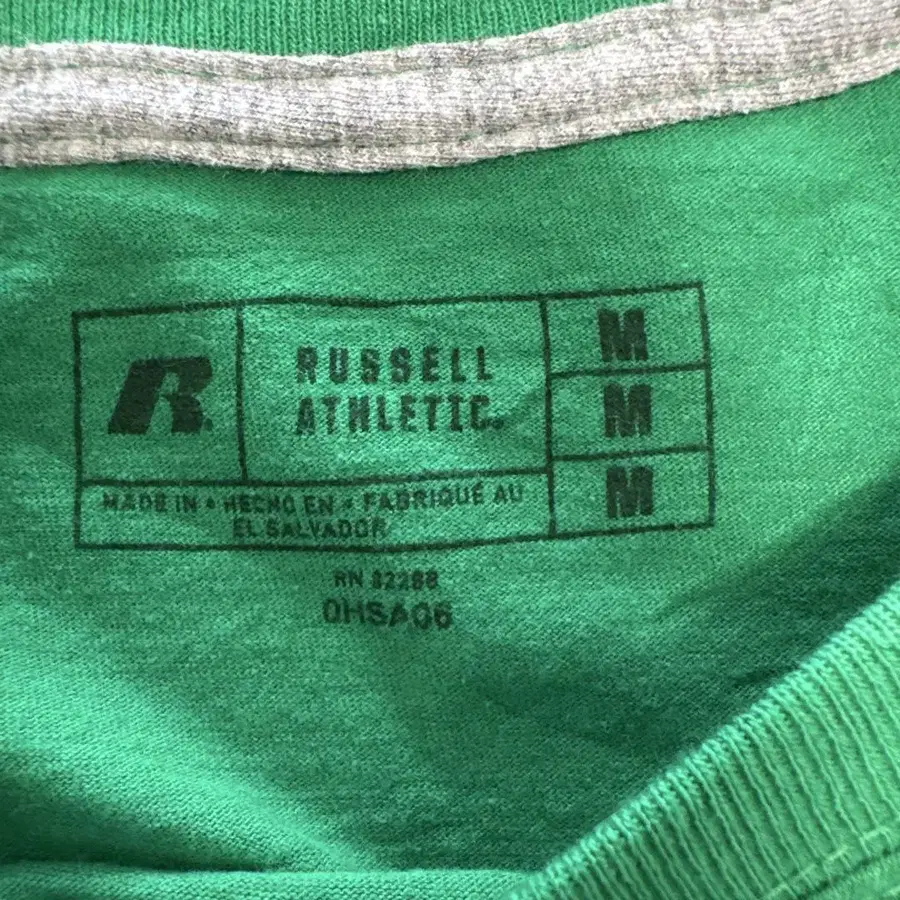 R
RUSSELL
ATHLETIC.
M
M
M
MADE IN • HECHO EN • FABRIQUÉ AU
EL SALVADOR
RN 82288
0HSA06